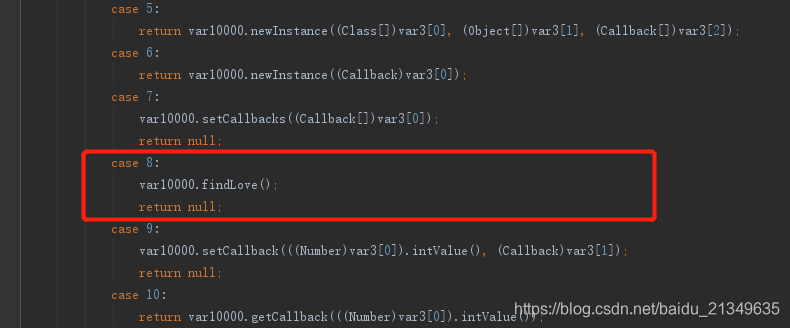 case 5:
return var10000.newInstance((Class[])var3[0], (Object[])var3[1], (Callback[])var3[2]);
case 6:
return var10000.newInstance((Callback)var3[0]);
case 7:
var10000.setCallbacks((Callback[])var3[0]);
return null;
case 8:
var10000.findLove();
return null;
case 9:
var10000.setCallback(((Number)var3[0]).intValue(), (Callback)var3[1]);
return null;
case 10:
return var10000.getCallback(((Number)var3[0]).intValue());
https://blog.csdn.net/baidu_21349635